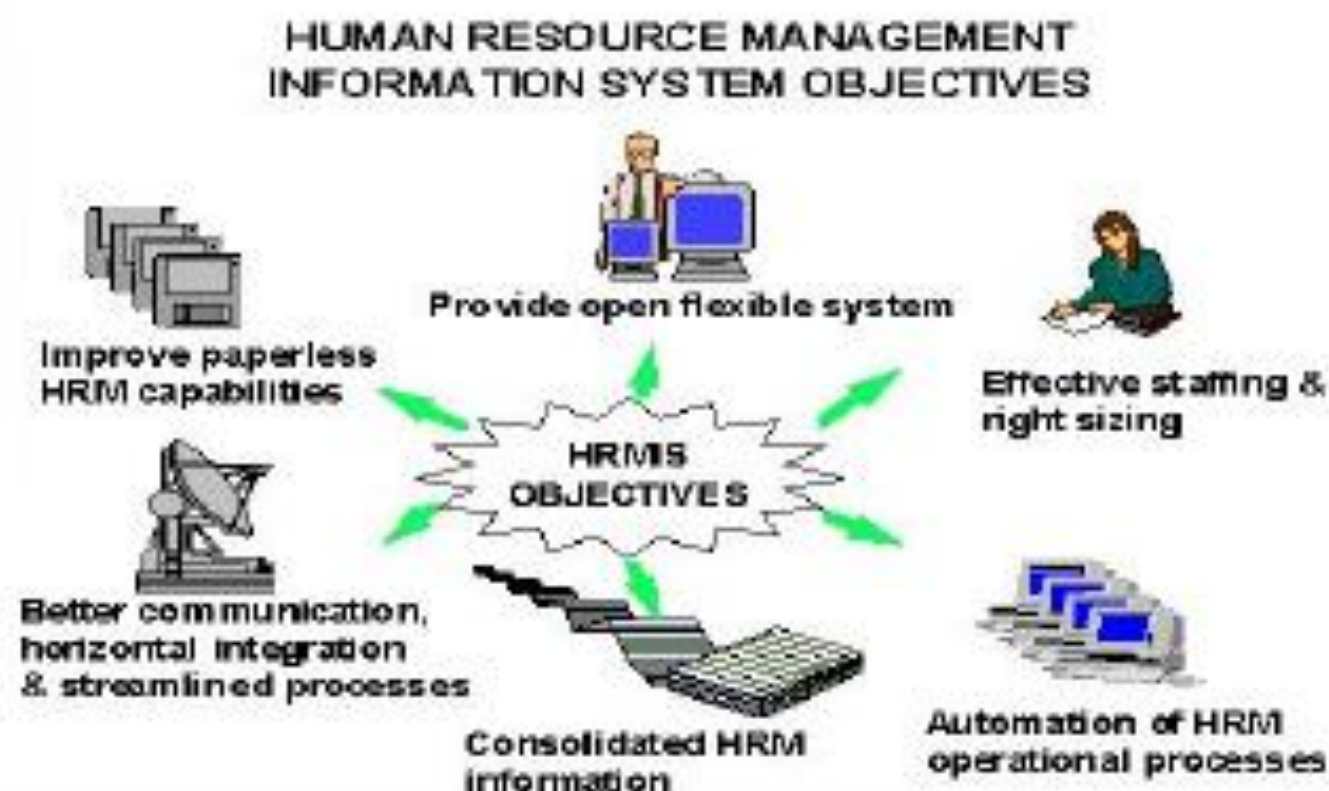 HUMAN RESOURCE MANAGEMENT
INFORMATION SYSTEM OBJECTIVES
Provide open flexible system
Improve paperless
HRM capabilities
Effective staffing &
right sizing
HRMIS
OBJECTIVES
Better communication,
horizontal integration
& streamlined processes
Consolidated HRM
information
Automation of HRM
operational processes